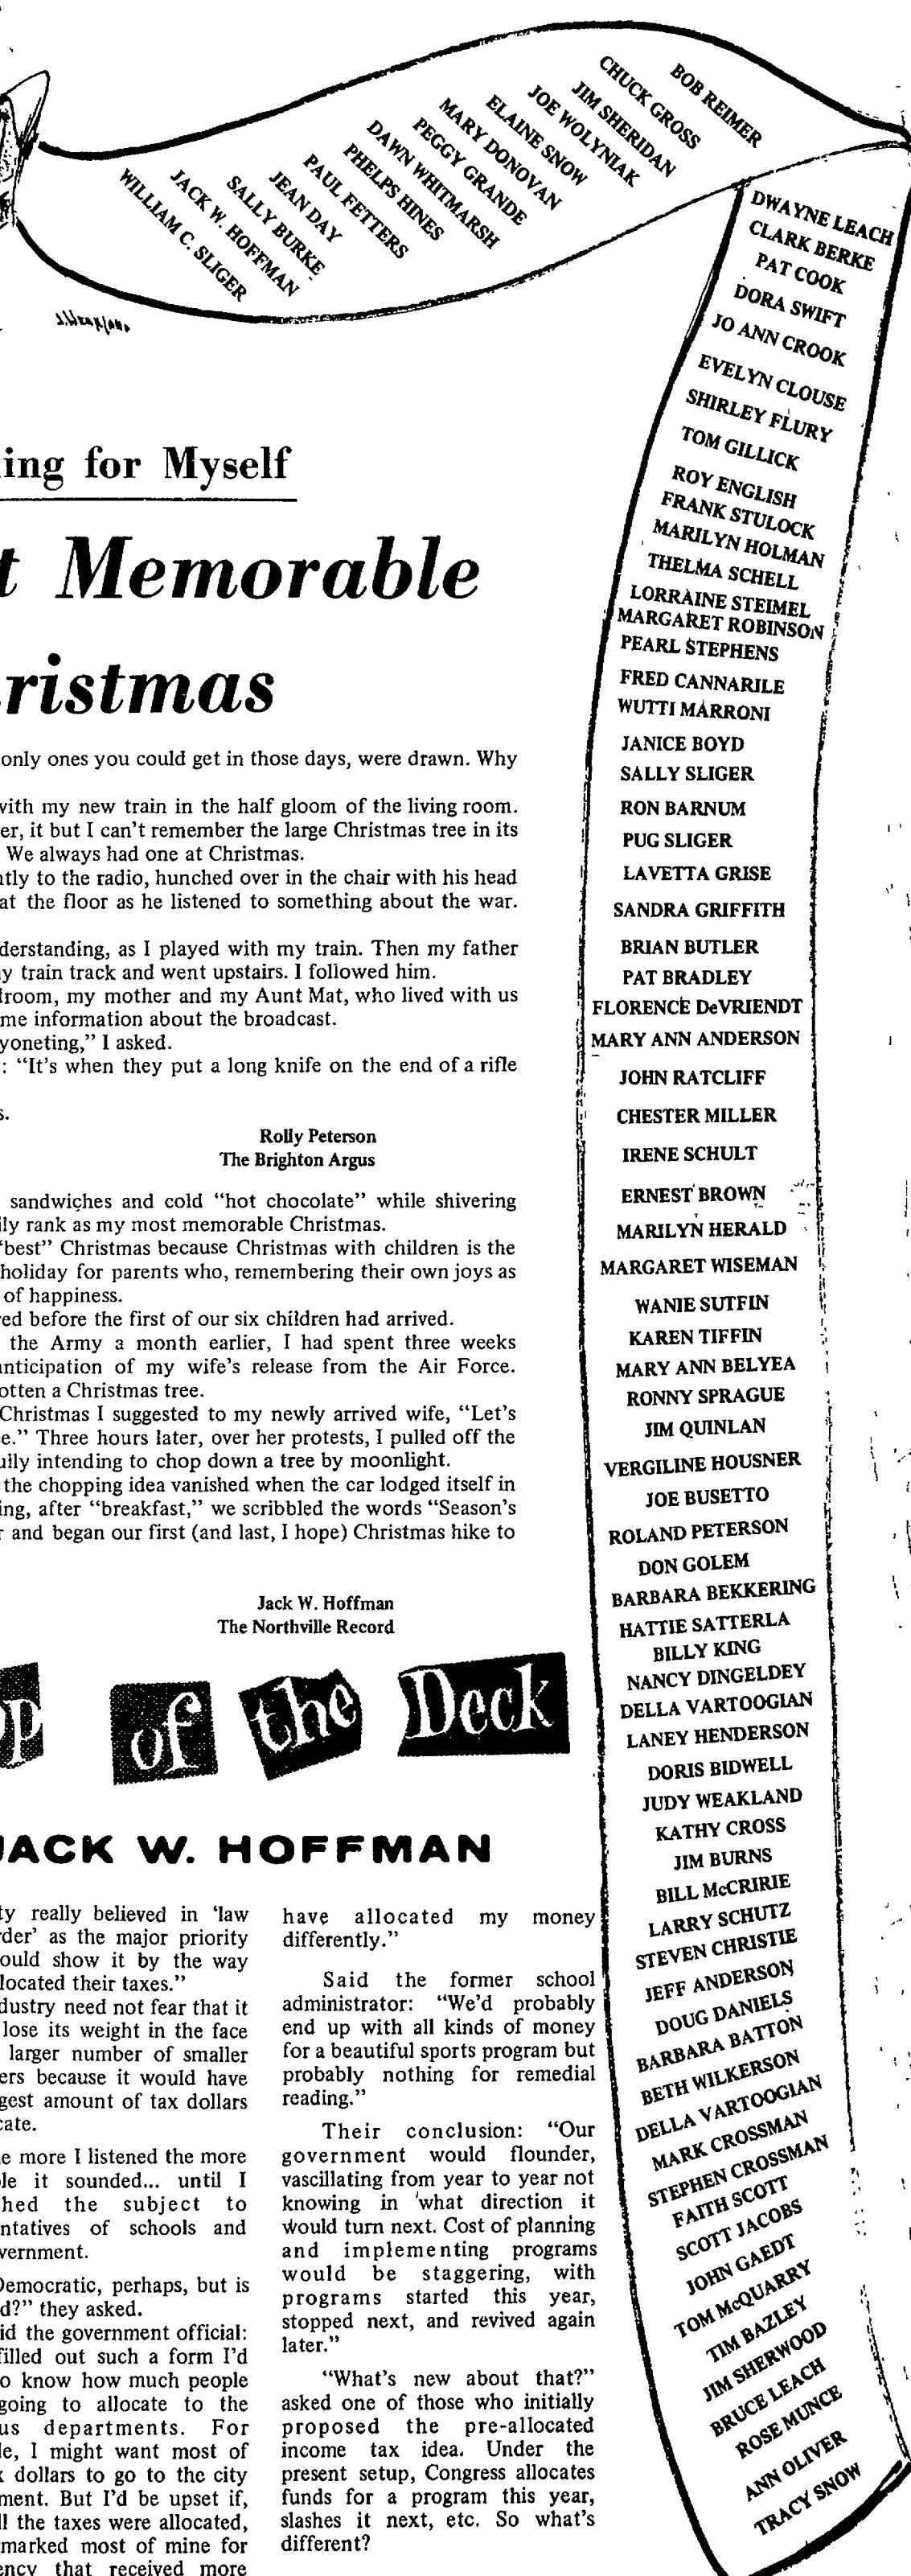 WILLIAM C. SLIGER
JACK W. HOFFMAN
SALLY BURKE
JEAN DAY
PAUL FETTERS
PHELPS HINES
DAWN WHITMARSH
PEGGY GRANDE
MARY DONOVAN
ELAINE SNOW
JOE WOLYNIAK
JIM SHERIDAN
CHUCK GROSS
BOB REIMER
DWAYNE LEACH
CLARK BERKE
PAT COOK
DORA SWIFT
JO ANN CROOK
EVELYN CLOUSE
SHIRLEY FLURY
TOM GILLICK
ROY ENGLISH
FRANK STULOCK
MARILYN HOLMAN
THELMA SCHELL
LORRAINE STEIMEL
MARGARET ROBINSON
PEARL STEPHENS
FRED CANNARILE
WUTTI MARRONI
JANICE BOYD
SALLY SLIGER
RON BARNUM
PUG SLIGER
LAVETTA GRISE
SANDRA GRIFFITH
BRIAN BUTLER
PAT BRADLEY
FLORENCE DeVRIENDT
MARY ANN ANDERSON
JOHN RATCLIFF
CHESTER MILLER
IRENE SCHULT
ERNEST BROWN
MARILYN HERALD
MARGARET WISEMAN
WANIE SUTFIN
KAREN TIFFIN
MARY ANN BELYEA
RONNY SPRAGUE
JIM QUINLAN
VERGILINE HOUSNER
JOE BUSETTO
ROLAND PETERSON
DON GOLEM
BARBARA BEKKERING
HATTIE SATTERLA
BILLY KING
NANCY DINGELDEY
DELLA VARTOOGIAN
LANEY HENDERSON
DORIS BIDWELL
JUDY WEAKLAND
KATHY CROSS
JIM BURNS
BILL McCRIRIE
LARRY SCHUTZ
STEVEN CHRISTIE
JEFF ANDERSON
DOUG DANIELS
BARBARA BATTON
BETH WILKERSON
DELLA VARTOOGIAN
MARK CROSSMAN
STEPHEN CROSSMAN
FAITH SCOTT
SCOTT JACOBS
JOHN GAEDT
TOM McQUARRY
TIM BAZLEY
JIM SHERWOOD
BRUCE LEACH
ROSE MUNCE
ANN OLIVER
TRACY SNOW
ing for Myself
t Memorable
ristmas
only ones you could get in those days, were drawn. Why
with my new train in the half gloom of the living room.
er, it but I can't remember the large Christmas tree in its
We always had one at Christmas.
tly to the radio, hunched over in the chair with his head
at the floor as he listened to something about the war.
derstanding, as I played with my train. Then my father
y train track and went upstairs. I followed him.
droom, my mother and my Aunt Mat, who lived with us
me information about the broadcast.
yoneting," I asked.
: "It's when they put a long knife on the end of a rifle
s.
Rolly Peterson
The Brighton Argus
sandwiches and cold "hot chocolate" while shivering
ily rank as my most memorable Christmas.
"best" Christmas because Christmas with children is the
holiday for parents who, remembering their own joys as
of happiness.
red before the first of our six children had arrived.
the Army a month earlier, I had spent three weeks
anticipation of my wife's release from the Air Force.
otten a Christmas tree.
Christmas I suggested to my newly arrived wife, "Let's
e." Three hours later, over her protests, I pulled off the
ully intending to chop down a tree by moonlight.
the chopping idea vanished when the car lodged itself in
ing, after "breakfast," we scribbled the words "Season's
r and began our first (and last, I hope) Christmas hike to
Jack W. Hoffman
The Northville Record
op of the Deck
JACK W. HOFFMAN
ty really believed in 'law
der' as the major priority
ould show it by the way
located their taxes."
dustry need not fear that it
lose its weight in the face
larger number of smaller
ers because it would have
gest amount of tax dollars
cate.
e more I listened the more
le it sounded... until I
hed the subject to
ntatives of schools and
vernment.
Democratic, perhaps, but is
d?" they asked.
id the government official:
filled out such a form I'd
o know how much people
going to allocate to the
us departments. For
le, I might want most of
x dollars to go to the city
ment. But I'd be upset if,
ll the taxes were allocated,
marked most of mine for
ency that received more
have allocated my money
differently."
Said the former school
administrator: "We'd probably
end up with all kinds of money
for a beautiful sports program but
probably nothing for remedial
reading."
Their conclusion: "Our
government would flounder,
vascillating from year to year not
knowing in what direction it
would turn next. Cost of planning
and implementing programs
would be staggering, with
programs started this year,
stopped next, and revived again
later."
"What's new about that?"
asked one of those who initially
proposed the pre-allocated
income tax idea. Under the
present setup, Congress allocates
funds for a program this year,
slashes it next, etc. So what's
different?